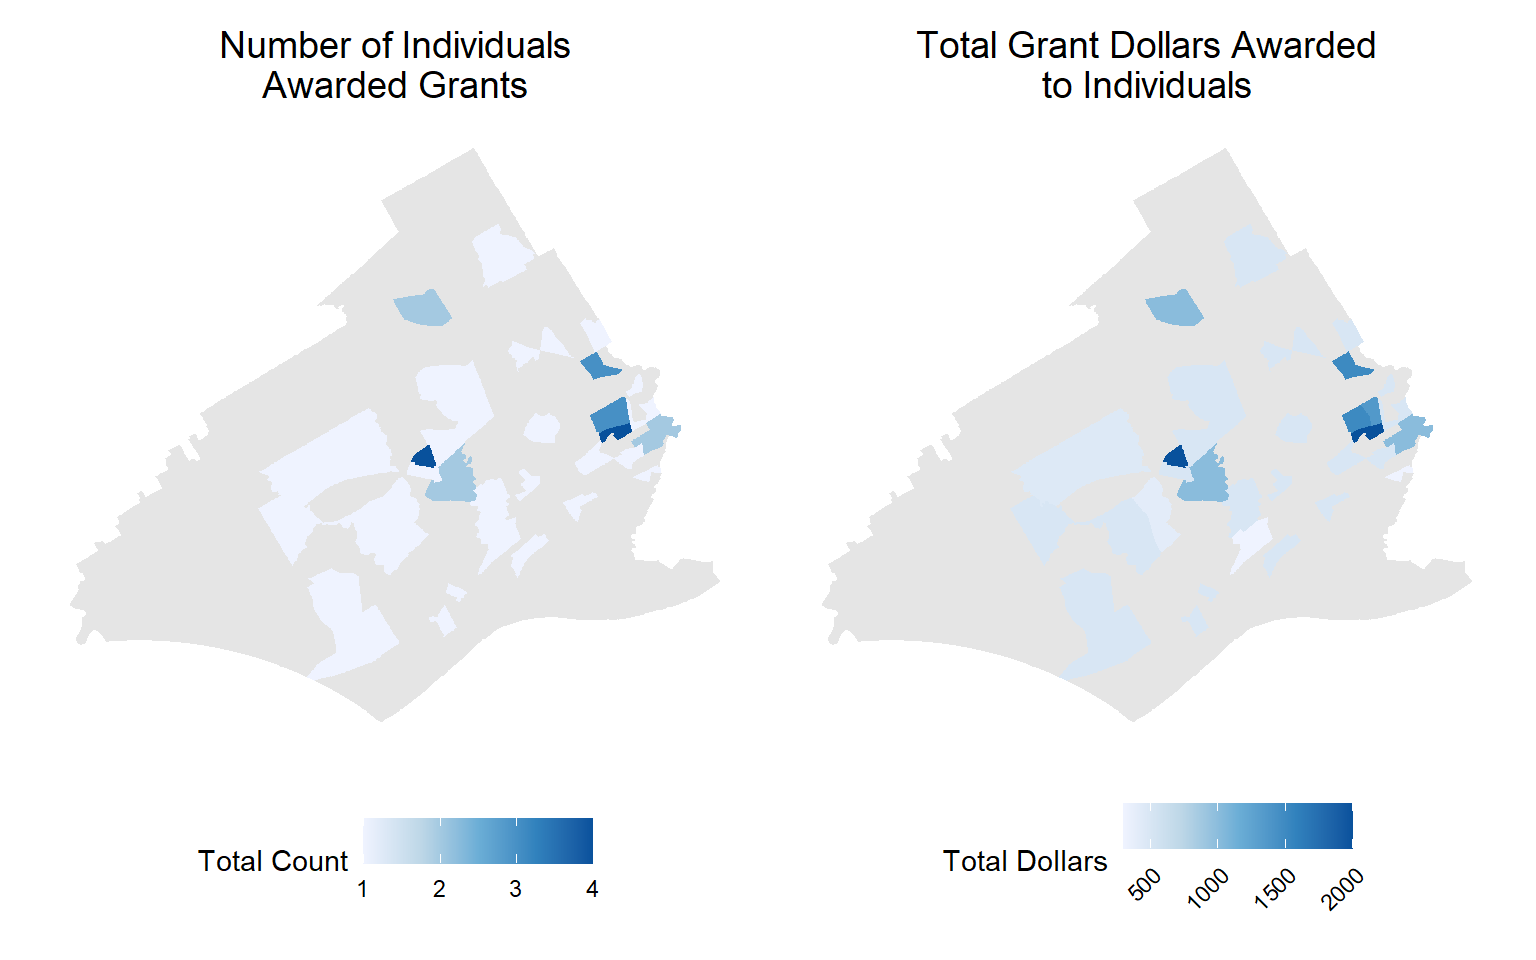 Number of Individuals
Awarded Grants
Total Grant Dollars Awarded
to Individuals
Total Count
1 2 3 4
Total Dollars
500 1000 1500 2000